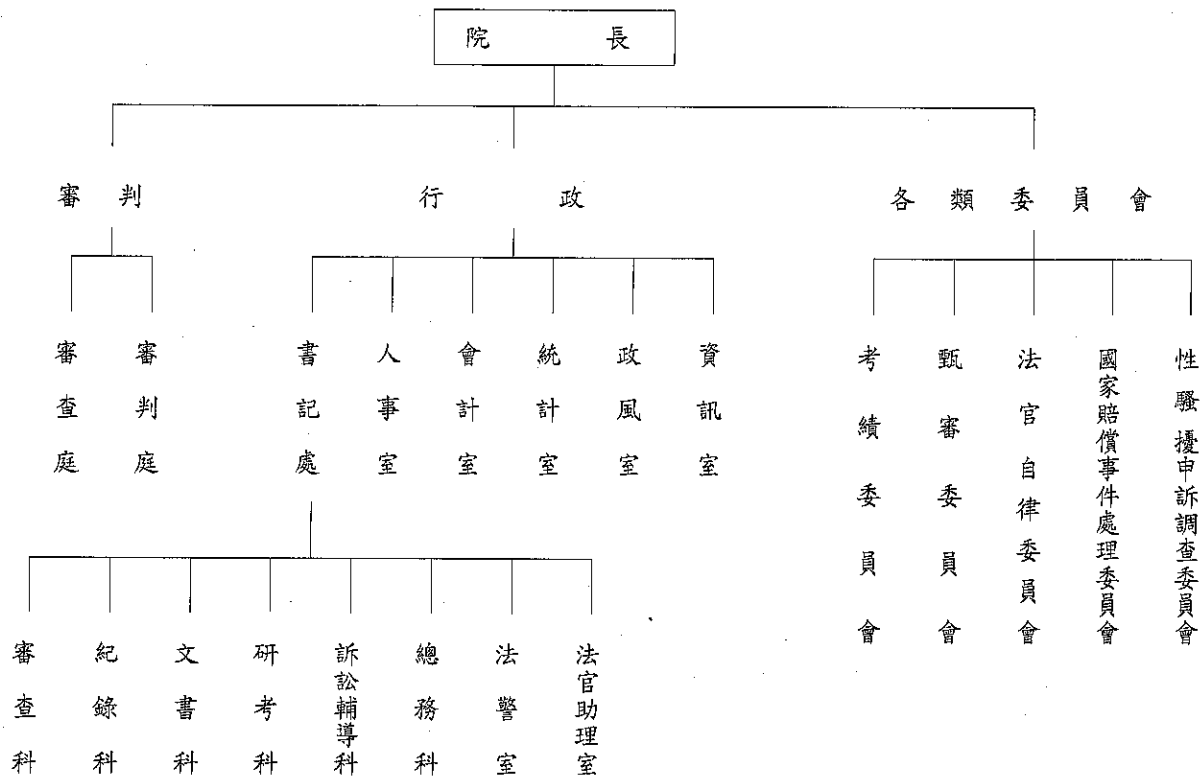 院長
審判
行政
各類委員會
審查庭
審判庭
書記處
人事室
會計室
統計室
政風室
資訊室
考績委員會
甄審委員會
法官自律委員會
國家賠償事件處理委員會
性騷擾申訴調查委員會
審查科
紀錄科
文書科
研考科
訴訟輔導科
總務科
法警室
法官助理室